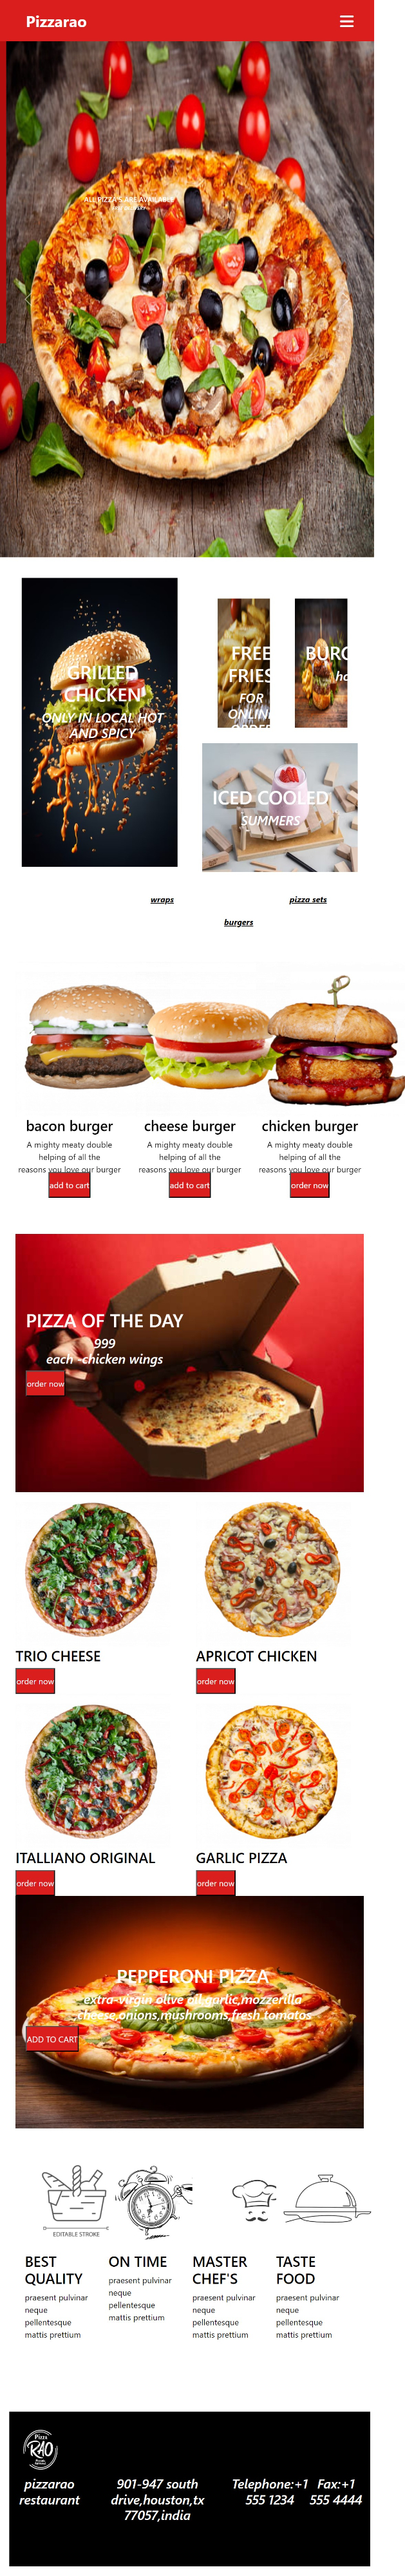 Pizzarao
ALL PIZZA'S ARE AVAILABLE
GRILLED
CHICKEN
ONLY IN LOCAL HOT
AND SPICY
FREE
FRIES
FOR
ONLINE
ORDER
BURG
ho
ICED COOLED
SUMMERS
wraps
pizza sets
burgers
bacon burger
A mighty meaty double
helping of all the
reasons you love our burger
add to cart
cheese burger
A mighty meaty double
helping of all the
reasons you love our burger
add to cart
chicken burger
A mighty meaty double
helping of all the
reasons you love our burger
order now
PIZZA OF THE DAY
999
each -chicken wings
order now
TRIO CHEESE
order now
APRICOT CHICKEN
order now
ITALLIANO ORIGINAL
order now
GARLIC PIZZA
order now
PEPPERONI PIZZA
extra-virgin olive oil,garlic,mozzerilla
cheese,onions,mushrooms,fresh tomatos
ADD TO CART
EDITABLE STROKE
BEST
QUALITY
praesent pulvinar
neque
pellentesque
mattis prettium
ON TIME
praesent pulvinar
neque
pellentesque
mattis prettium
MASTER
CHEF'S
praesent pulvinar
neque
pellentesque
mattis prettium
TASTE
FOOD
praesent pulvinar
neque
pellentesque
mattis prettium
Pizza
RAO
pizzarao
restaurant
901-947 south
drive,houston,tx
77057,india
Telephone:+1
555 1234
Fax:+1
555 4444